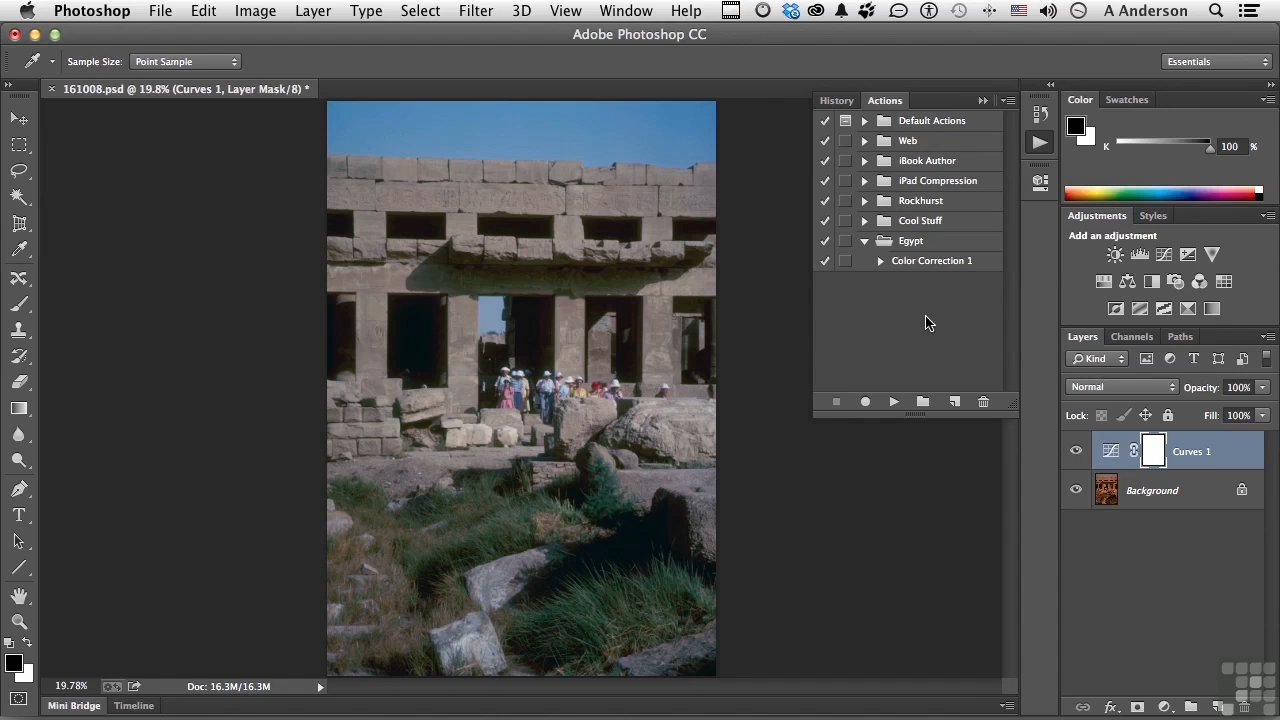 Photoshop File Edit Image Layer Type Select Filter 3D View Window Help A Anderson
Adobe Photoshop CC
Sample Size: Point Sample Essentials
161008.psd @ 19.8% (Curves 1, Layer Mask/8) *
History Actions
Default Actions
Web
iBook Author
iPad Compression
Rockhurst
Cool Stuff
Egypt
Color Correction 1
Color Swatches
K 100 %
Adjustments Styles
Add an adjustment
Layers Channels Paths
Kind
Normal Opacity: 100%
Lock: Fill: 100%
Curves 1
Background
19.78% Doc: 16.3M/16.3M
Mini Bridge Timeline